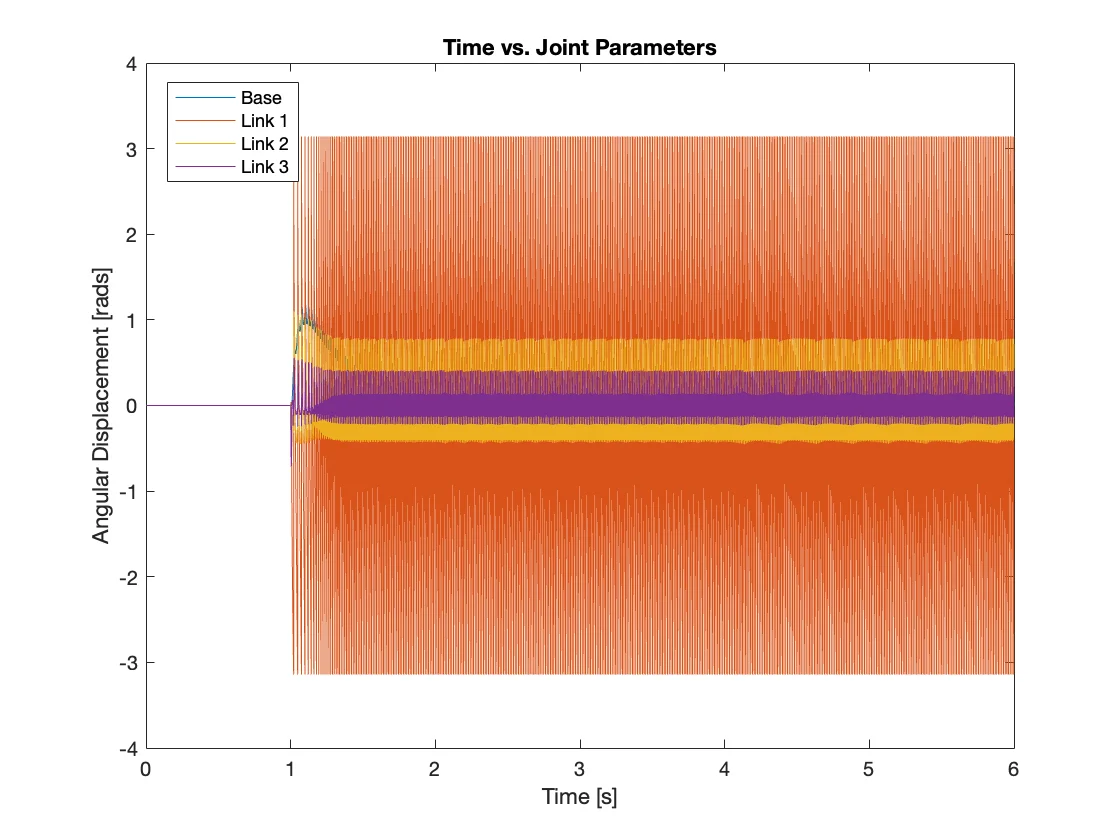 Time vs. Joint Parameters
Base
Link 1
Link 2
Link 3
4
3
2
1
0
-1
-2
-3
-4
Angular Displacement [rads]
0 1 2 3 4 5 6
Time [s]